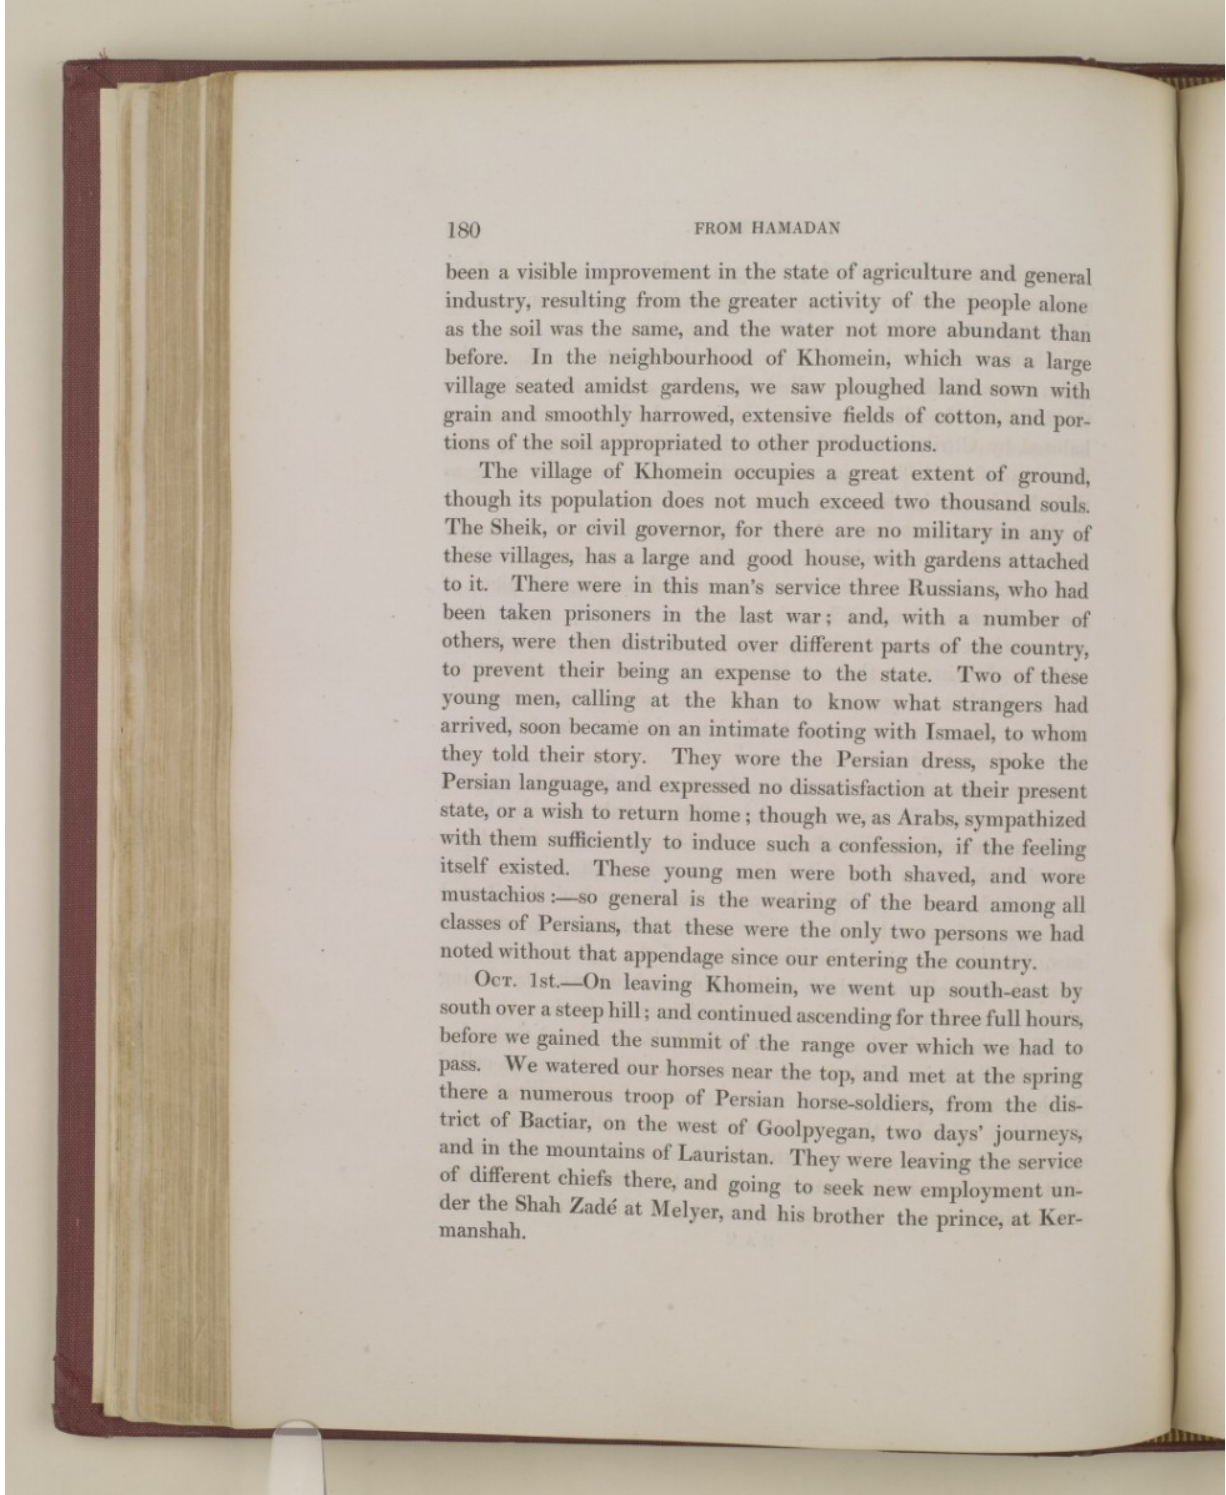 180
FROM HAMADAN
been a visible improvement in the state of agriculture and general
industry, resulting from the greater activity of the people alone
as the soil was the same, and the water not more abundant than
before. In the neighbourhood of Khomein, which was a large
village seated amidst gardens, we saw ploughed land sown with
grain and smoothly harrowed, extensive fields of cotton, and por-
tions of the soil appropriated to other productions.
The village of Khomein occupies a great extent of ground,
though its population does not much exceed two thousand souls.
The Sheik, or civil governor, for there are no military in any of
these villages, has a large and good house, with gardens attached
to it. There were in this man's service three Russians, who had
been taken prisoners in the last war; and, with a number of
others, were then distributed over different parts of the country,
to prevent their being an expense to the state. Two of these
young men, calling at the khan to know what strangers had
arrived, soon became on an intimate footing with Ismael, to whom
they told their story. They wore the Persian dress, spoke the
Persian language, and expressed no dissatisfaction at their present
state, or a wish to return home; though we, as Arabs, sympathized
with them sufficiently to induce such a confession, if the feeling
itself existed. These young men were both shaved, and wore
mustachios:—so general is the wearing of the beard among all
classes of Persians, that these were the only two persons we had
noted without that appendage since our entering the country.
Oct. 1st.—On leaving Khomein, we went up south-east by
south over a steep hill; and continued ascending for three full hours,
before we gained the summit of the range over which we had to
pass. We watered our horses near the top, and met at the spring
there a numerous troop of Persian horse-soldiers, from the dis-
trict of Bactiar, on the west of Goolpyegan, two days' journeys,
and in the mountains of Lauristan. They were leaving the service
of different chiefs there, and going to seek new employment un-
der the Shah Zadé at Melyer, and his brother the prince, at Ker-
manshah.